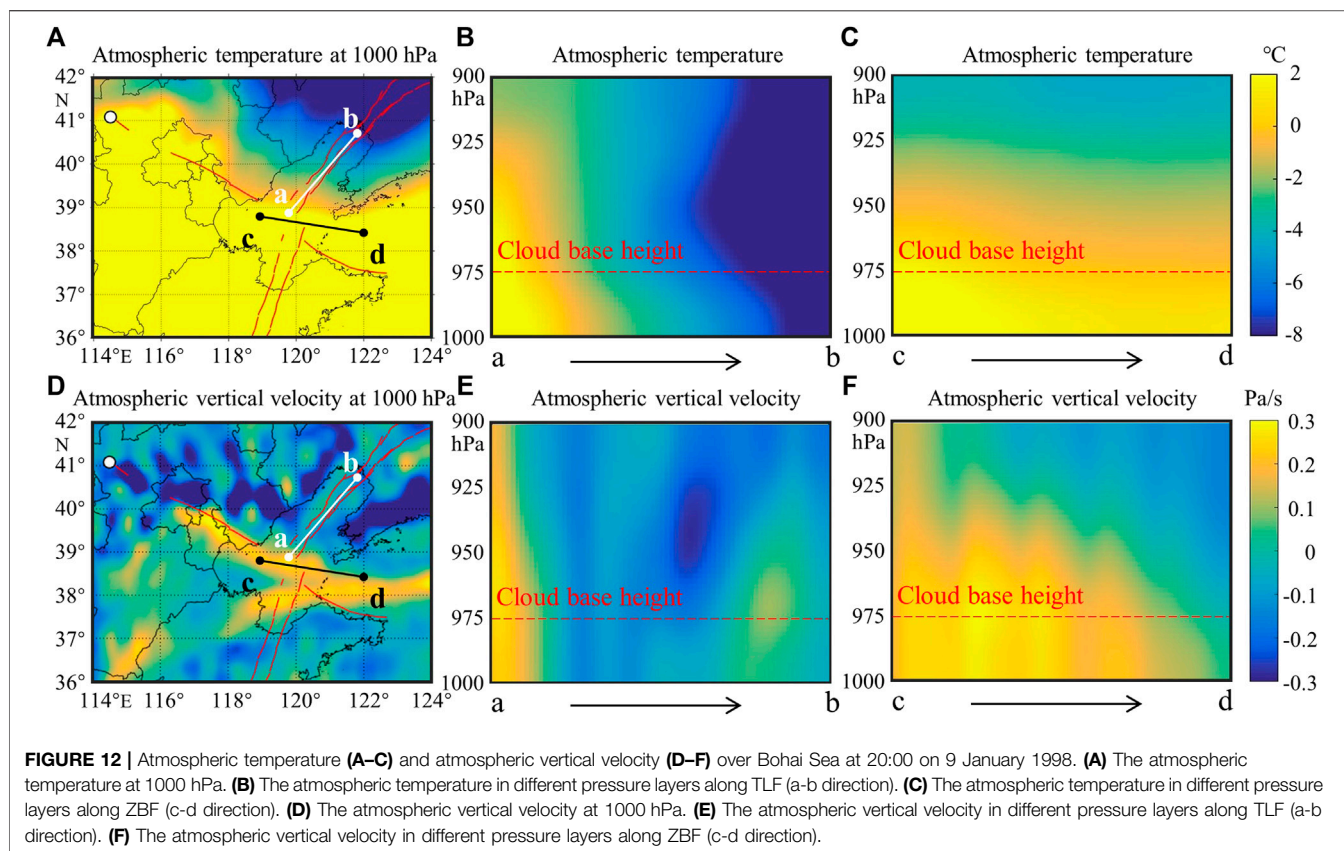 A
Atmospheric temperature at 1000 hPa
42°
N
41°
40°
39°
38°
37°
36°
114°E
118°
120°
122°
124°
a
b
c
d
B
Atmospheric temperature
900
hPa
925
950
975
1000
Cloud base height
a
b
C
Atmospheric temperature
900
hPa
925
950
975
1000
Cloud base height
c
d
°C
2
0
-2
-4
-6
-8
D
Atmospheric vertical velocity at 1000 hPa
42°
N
41°
40°
39°
38°
37°
36°
114°E
118°
120°
122°
124°
a
b
c
d
E
Atmospheric vertical velocity
900
hPa
925
950
975
1000
Cloud base height
a
b
F
Atmospheric vertical velocity
900
hPa
925
950
975
1000
Cloud base height
c
d
Pa/s
0.3
0.2
0.1
0
-0.1
-0.2
-0.3
FIGURE 12 | Atmospheric temperature (A–C) and atmospheric vertical velocity (D–F) over Bohai Sea at 20:00 on 9 January 1998. (A) The atmospheric
temperature at 1000 hPa. (B) The atmospheric temperature in different pressure layers along TLF (a-b direction). (C) The atmospheric temperature in different pressure
layers along ZBF (c-d direction). (D) The atmospheric vertical velocity at 1000 hPa. (E) The atmospheric vertical velocity in different pressure layers along TLF (a-b
direction). (F) The atmospheric vertical velocity in different pressure layers along ZBF (c-d direction).